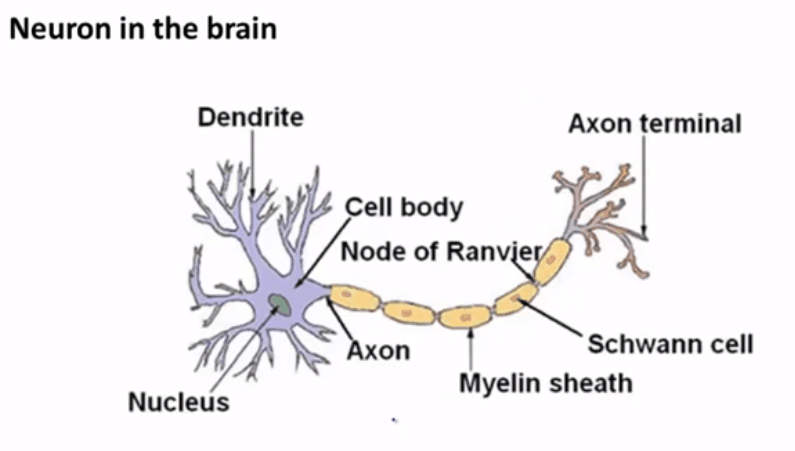 Neuron in the brain
Dendrite
Axon terminal
Cell body
Node of Ranvier
Schwann cell
Axon
Myelin sheath
Nucleus